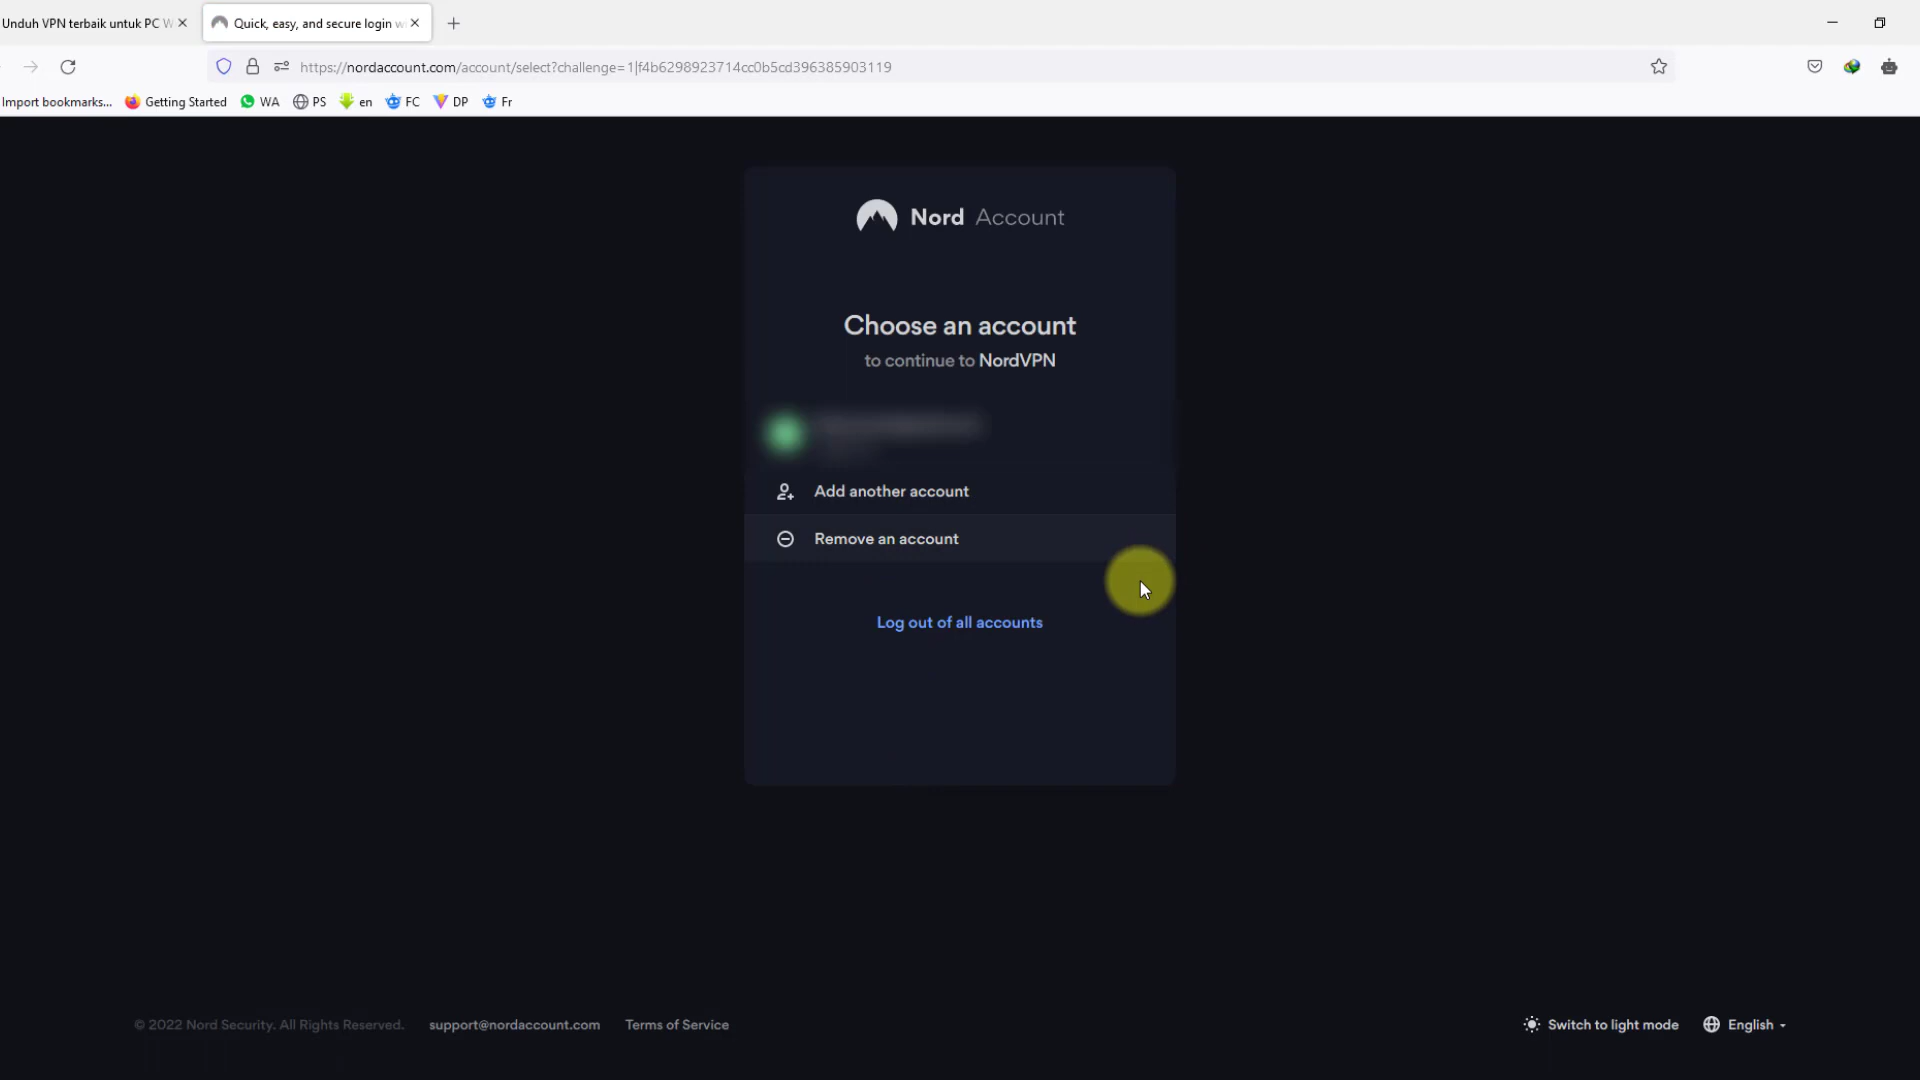 Unduh VPN terbaik untuk PC W
Quick, easy, and secure login w
https://nordaccount.com/account/select?challenge=1|f4b6298923714cc0b5cd396385903119
Import bookmarks...
Getting Started
WA
PS
en
FC
DP
Fr
Nord Account
Choose an account
to continue to NordVPN
Add another account
Remove an account
Log out of all accounts
© 2022 Nord Security. All Rights Reserved.
support@nordaccount.com
Terms of Service
Switch to light mode
English